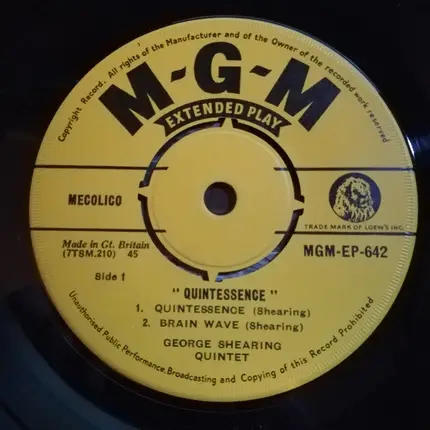 Copyright Record. All rights of the Manufacturer and of the Owner of the recorded work reserved
M-G-M
EXTENDED PLAY
MECOLICO
TRADE MARK OF LOEW'S INC.
Made in Gt. Britain
(7TSM.210) 45
MGM-EP-642
Side 1
" QUINTESSENCE "
1. QUINTESSENCE (Shearing)
2. BRAIN WAVE (Shearing)
GEORGE SHEARING
QUINTET
Unauthorised Public Performance, Broadcasting and Copying of this Record Prohibited